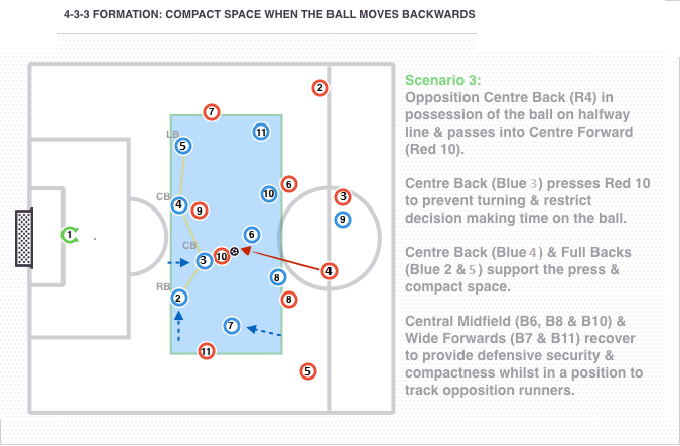 4-3-3 FORMATION: COMPACT SPACE WHEN THE BALL MOVES BACKWARDS
Scenario 3:
Opposition Centre Back (R4) in
possession of the ball on halfway
line & passes into Centre Forward
(Red 10).
Centre Back (Blue 3) presses Red 10
to prevent turning & restrict
decision making time on the ball.
Centre Back (Blue 4) & Full Backs
(Blue 2 & 5) support the press &
compact space.
Central Midfield (B6, B8 & B10) &
Wide Forwards (B7 & B11) recover
to provide defensive security &
compactness whilst in a position to
track opposition runners.
2
7
11
LB
5
6
10
CB
4
9
3
9
1
6
CB
3
10
4
8
RB
2
8
7
11
5